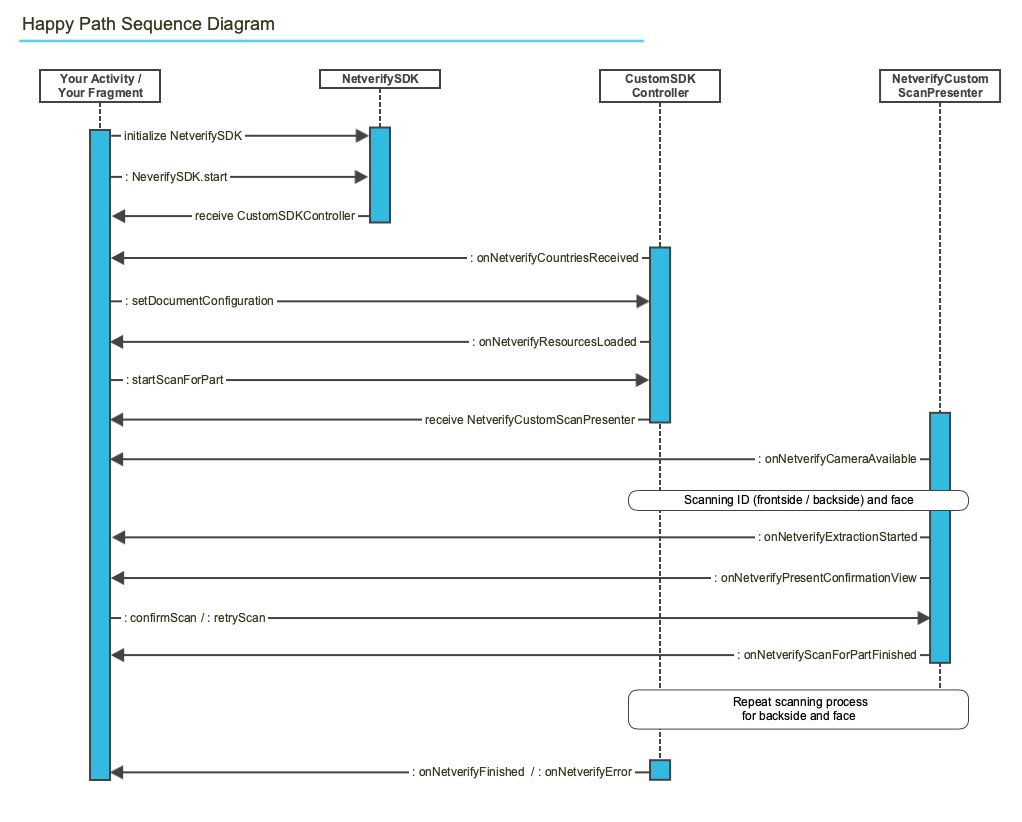 Happy Path Sequence Diagram
Your Activity /
Your Fragment
NetverifySDK
CustomSDK
Controller
NetverifyCustom
ScanPresenter
initialize NetverifySDK
: NeverifySDK.start
receive CustomSDKController
: onNetverifyCountriesReceived
: setDocumentConfiguration
: onNetverifyResourcesLoaded
: startScanForPart
receive NetverifyCustomScanPresenter
: onNetverifyCameraAvailable
Scanning ID (frontside / backside) and face
: onNetverifyExtractionStarted
: onNetverifyPresentConfirmationView
: confirmScan / : retryScan
: onNetverifyScanForPartFinished
Repeat scanning process
for backside and face
: onNetverifyFinished / : onNetverifyError